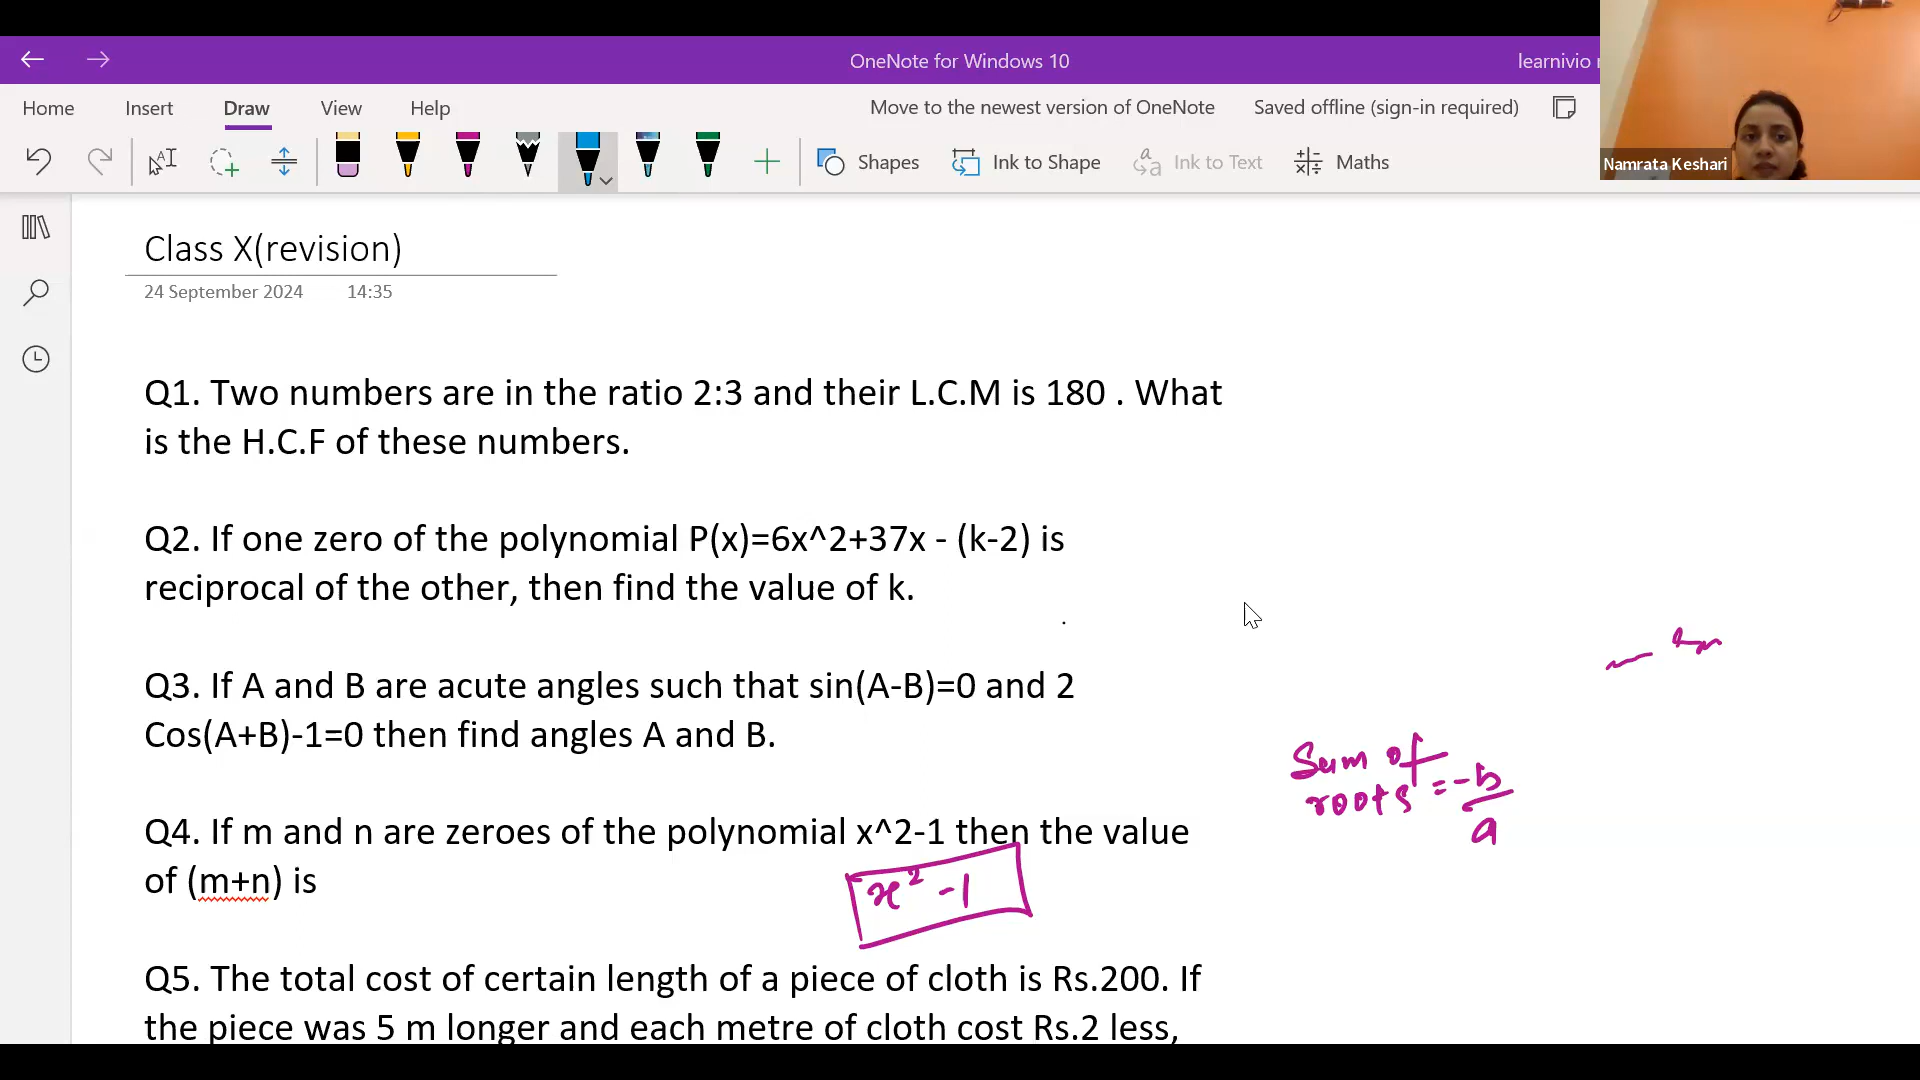 OneNote for Windows 10
learnivio
Home Insert Draw View Help
Move to the newest version of OneNote Saved offline (sign-in required)
Shapes Ink to Shape Ink to Text Maths
Namrata Keshari
Class X(revision)
24 September 2024 14:35
Q1. Two numbers are in the ratio 2:3 and their L.C.M is 180 . What
is the H.C.F of these numbers.
Q2. If one zero of the polynomial P(x)=6x^2+37x - (k-2) is
reciprocal of the other, then find the value of k.
Q3. If A and B are acute angles such that sin(A-B)=0 and 2
Cos(A+B)-1=0 then find angles A and B.
Sum of
roots = -b/a
Q4. If m and n are zeroes of the polynomial x^2-1 then the value
of (m+n) is
x² -1
Q5. The total cost of certain length of a piece of cloth is Rs.200. If
the piece was 5 m longer and each metre of cloth cost Rs.2 less,